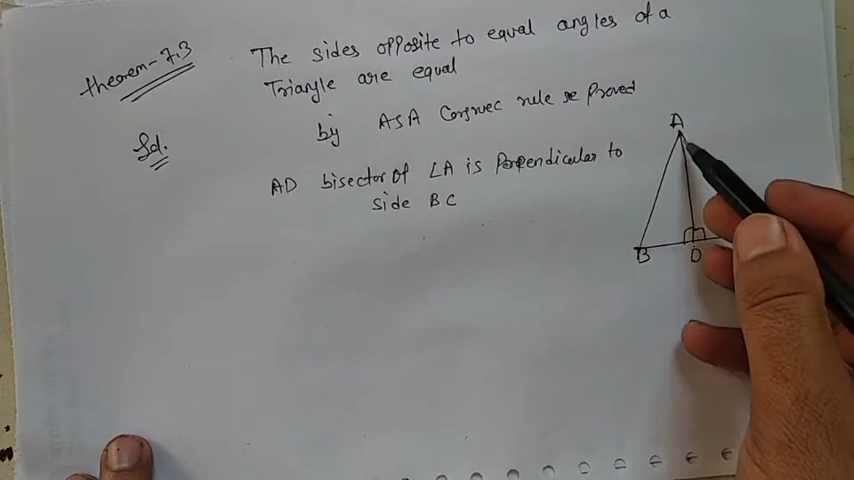 theorem-7.3 The sides opposite to equal angles of a
Triangle are equal
by ASA Congruec rule se Proved
Sol.
AD bisector of ∠A is Perpendicular to
side BC
A
B D